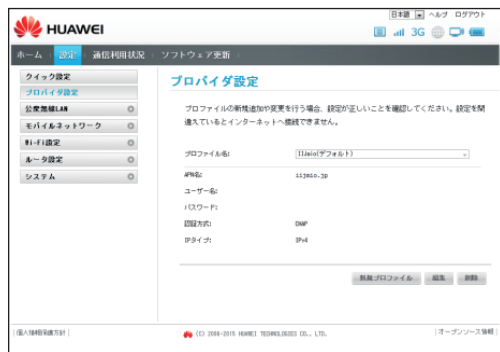 日本語 ヘルプ ログアウト
HUAWEI
3G
ホーム 設定 通信利用状況 ソフトウェア更新
クイック設定
プロバイダ設定
公衆無線LAN
モバイルネットワーク
Wi-Fi設定
ルータ設定
システム
プロバイダ設定
プロファイルの新規追加や変更を行う場合、設定が正しいことを確認してください。設定を間
違えているとインターネットへ接続できません。
プロファイル名: IIJmio(デフォルト)
APN名: iijmio.jp
ユーザー名:
パスワード:
認証方式: CHAP
IPタイプ: IPv4
新規プロファイル 編集 削除
個人情報保護方針 (C) 2006-2015 HUAWEI TECHNOLOGIES CO., LTD. オープンソース情報